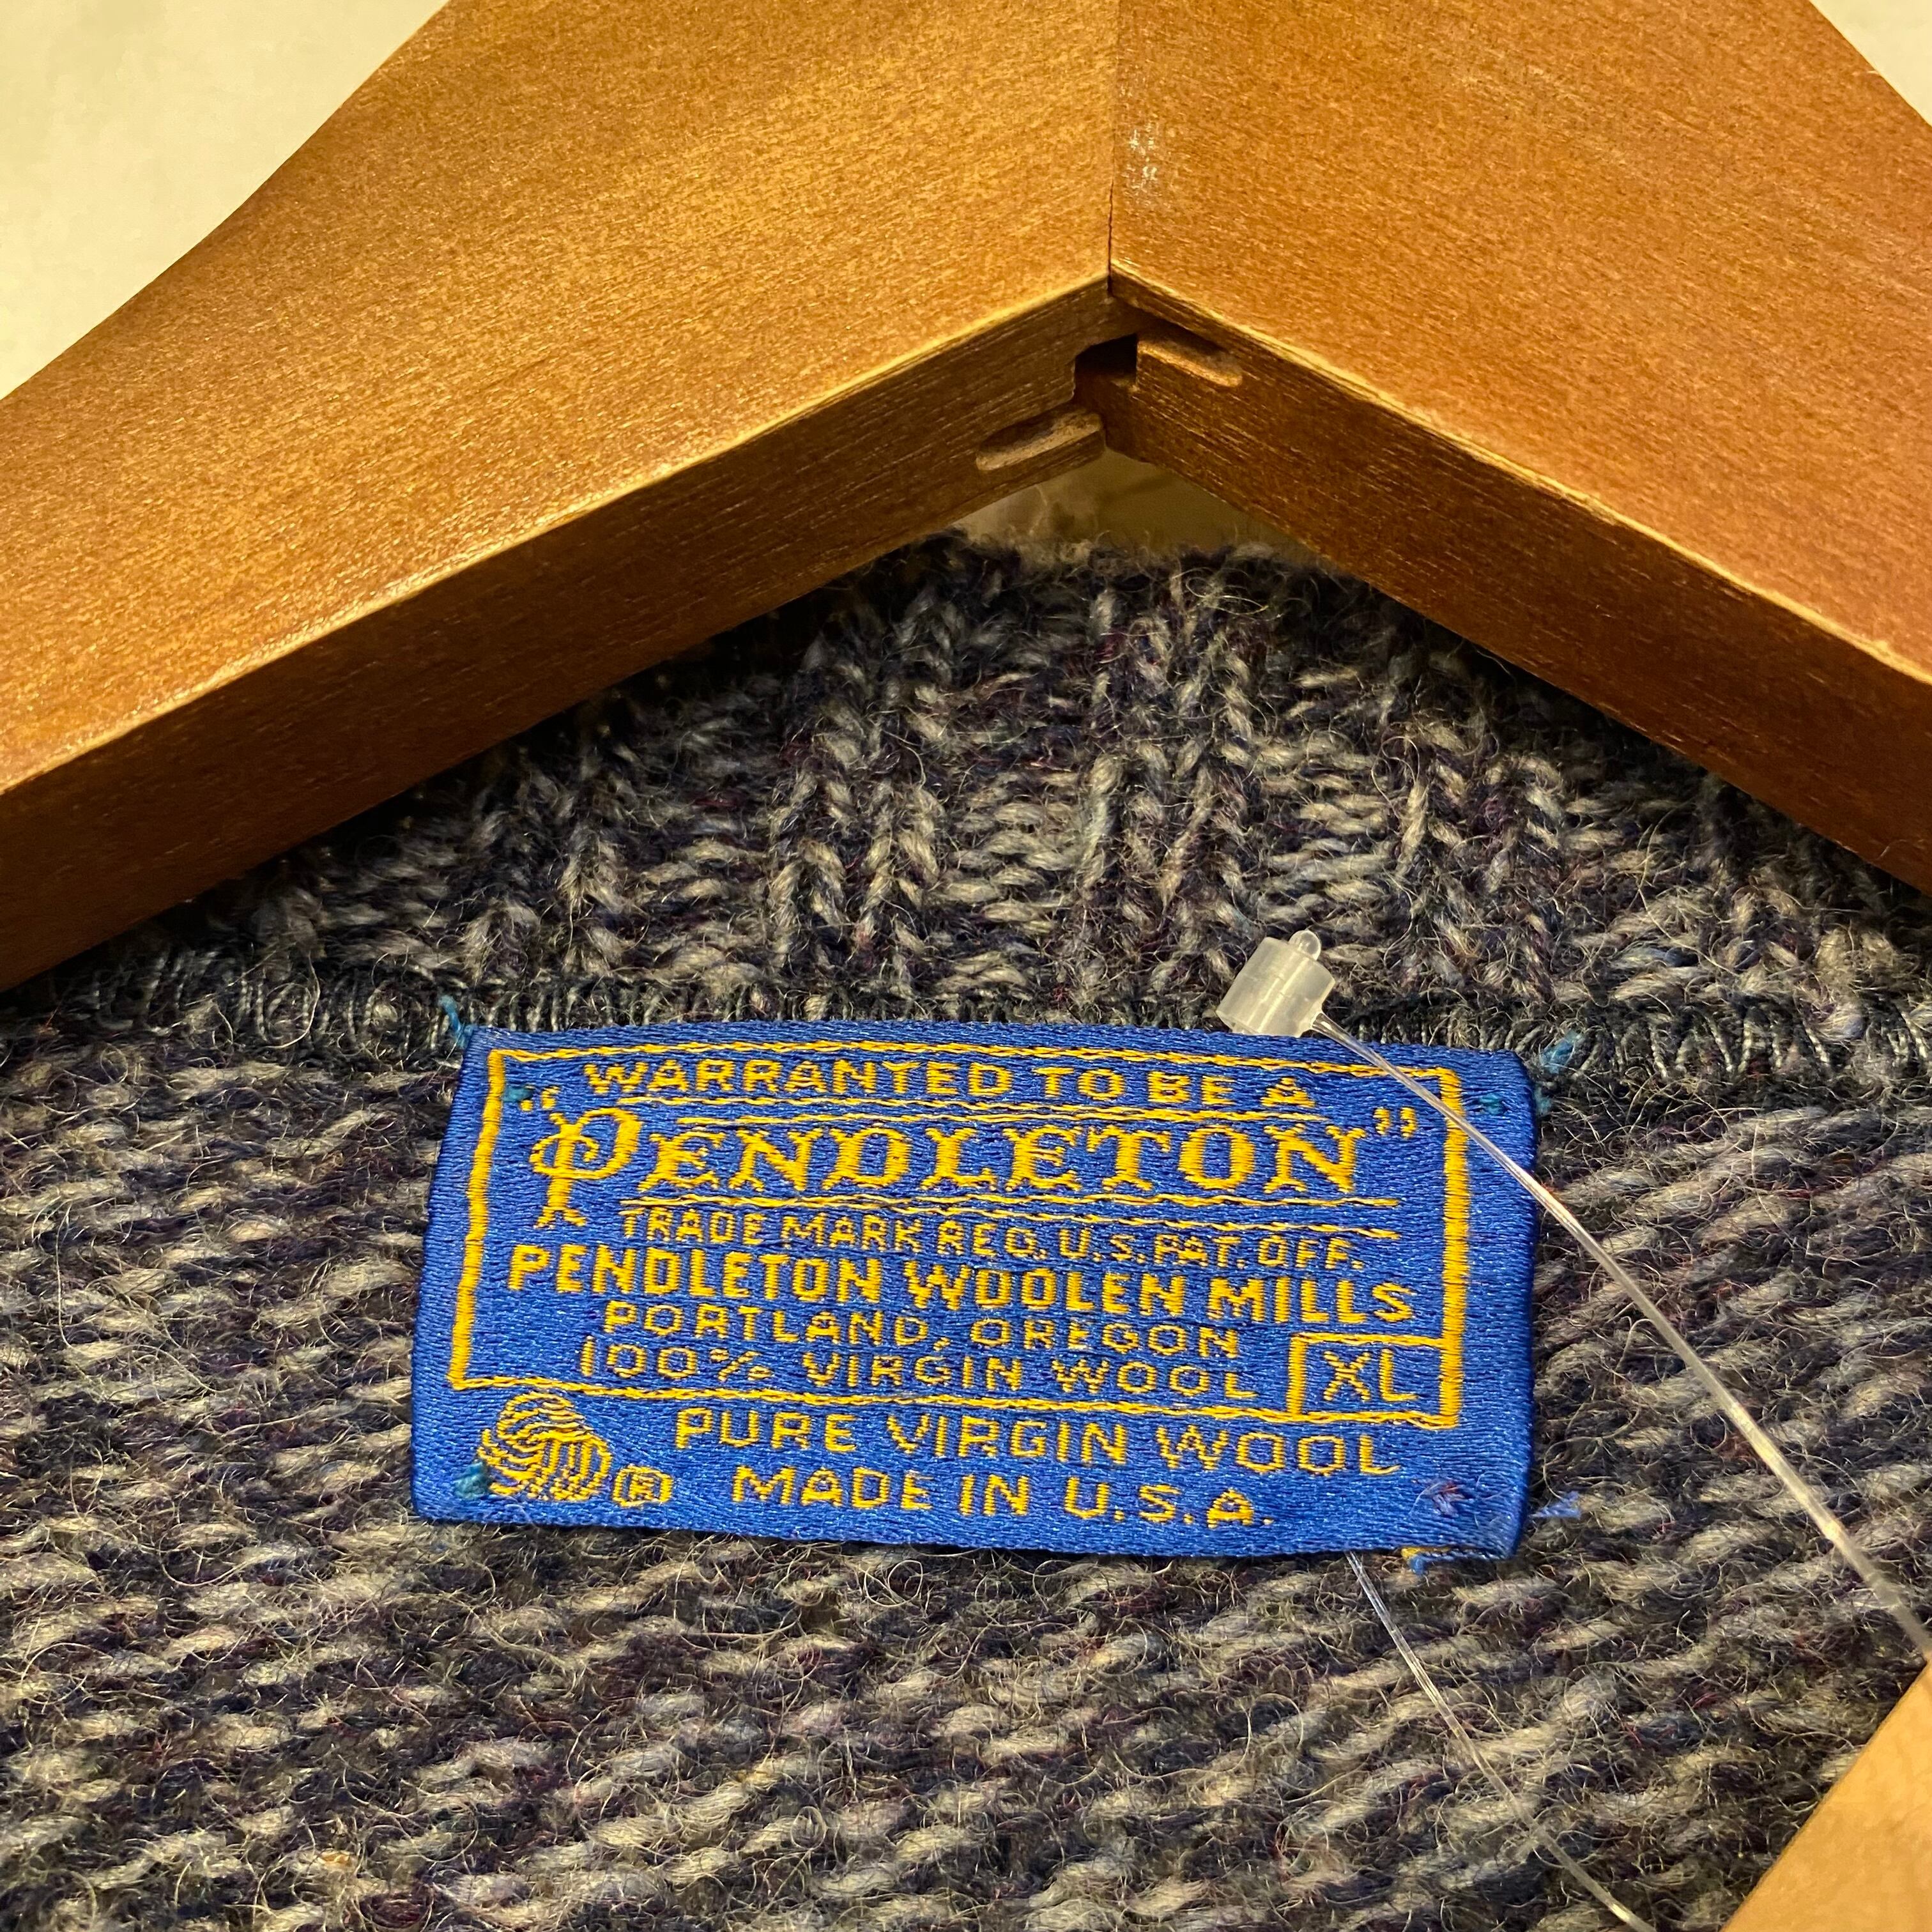 WARRANTED TO BE A
"PENDLETON"
TRADE MARK REG. U.S. PAT. OFF.
PENDLETON WOOLEN MILLS
PORTLAND, OREGON
100% VIRGIN WOOL XL
PURE VIRGIN WOOL
® MADE IN U.S.A.